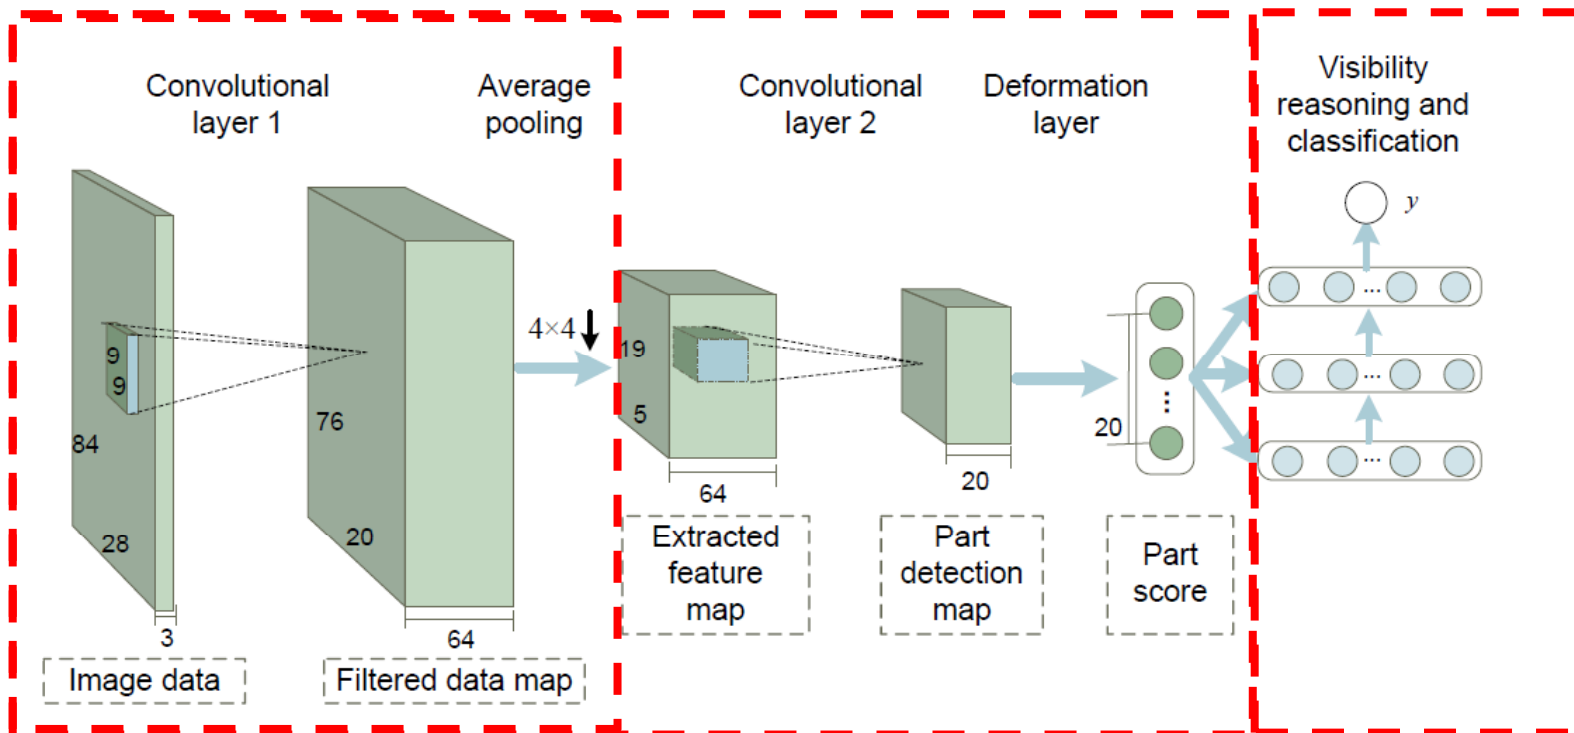 Convolutional
layer 1
Average
pooling
Convolutional
layer 2
Deformation
layer
Visibility
reasoning and
classification
y
9
9
84
28
3
76
20
64
4×4
19
5
64
20
20
...
...
...
Image data
Filtered data map
Extracted
feature
map
Part
detection
map
Part
score